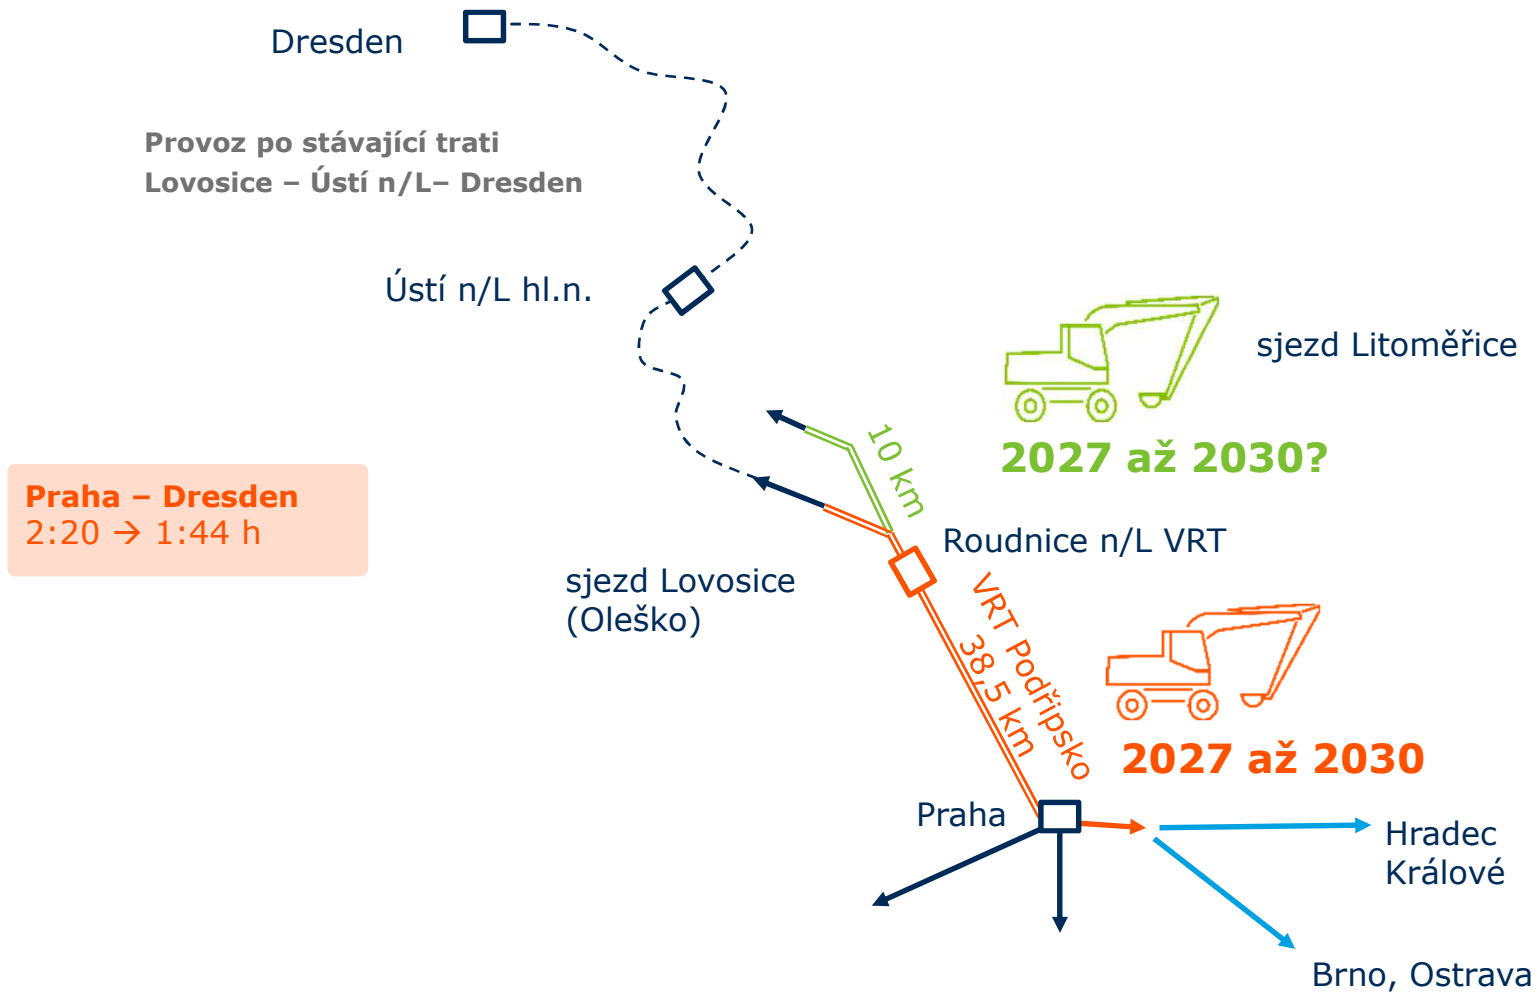 Dresden
Provoz po stávající trati
Lovosice – Ústí n/L– Dresden
Ústí n/L hl.n.
sjezd Litoměřice
10 km
2027 až 2030?
Praha – Dresden
2:20 → 1:44 h
Roudnice n/L VRT
sjezd Lovosice
(Oleško)
VRT Podřipsko
38,5 km
2027 až 2030
Praha
Hradec
Králové
Brno, Ostrava